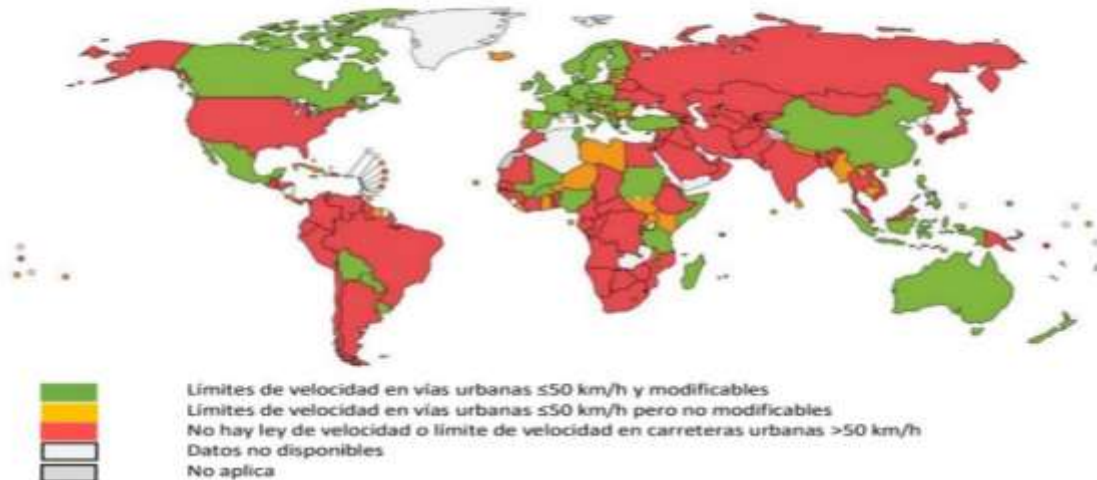 Límites de velocidad en vías urbanas ≤50 km/h y modificables
Límites de velocidad en vías urbanas ≤50 km/h pero no modificables
No hay ley de velocidad o límite de velocidad en carreteras urbanas >50 km/h
Datos no disponibles
No aplica